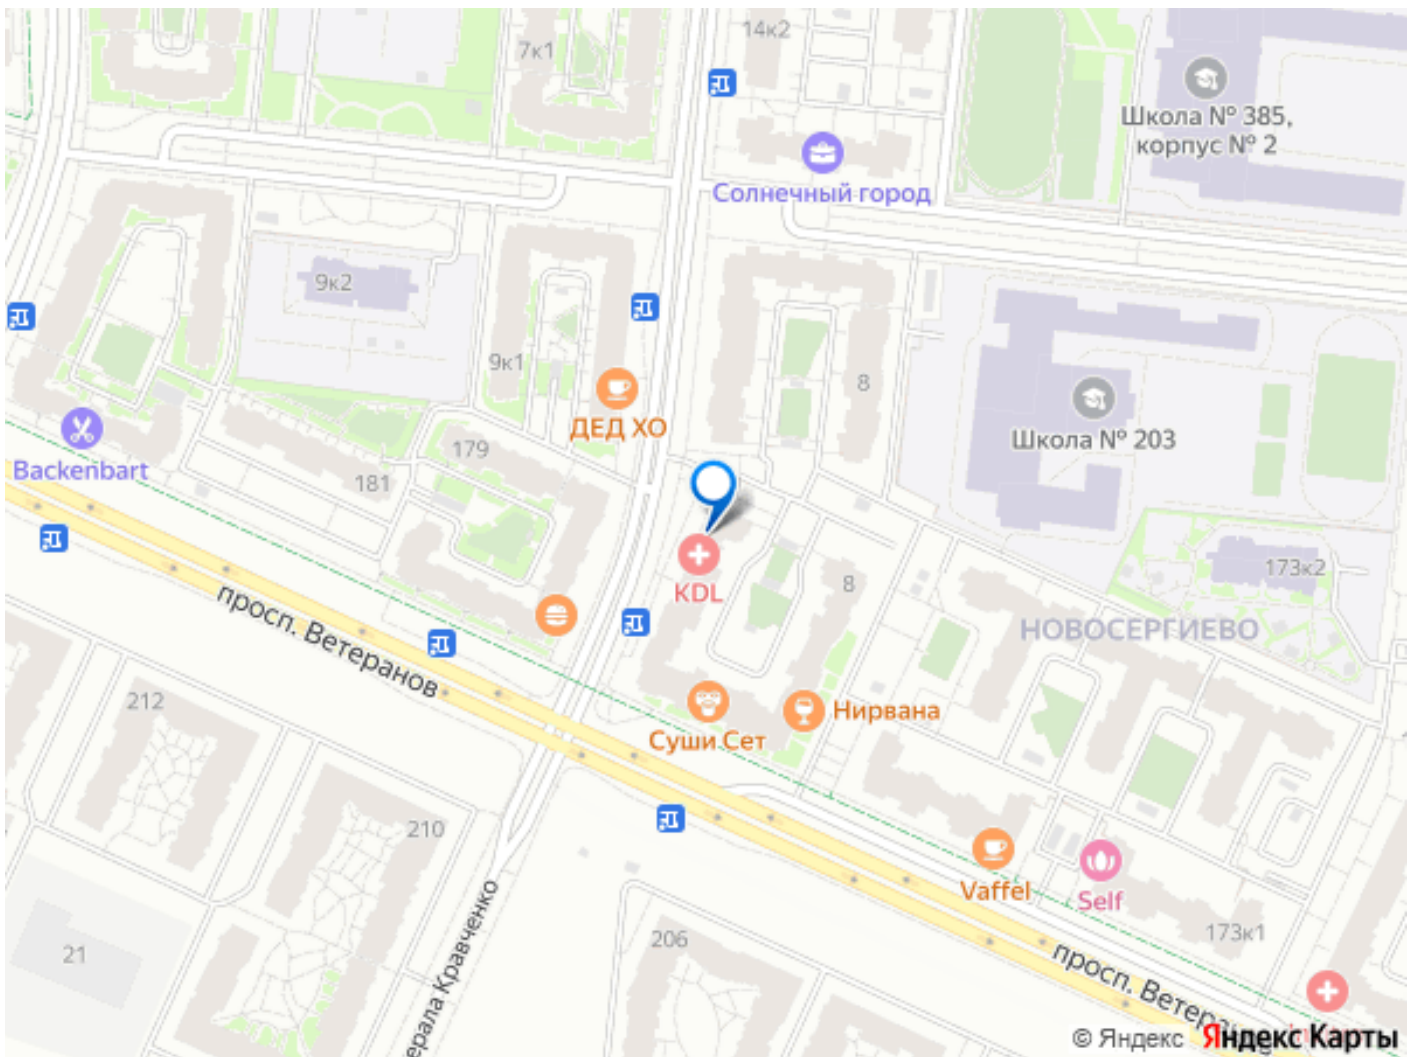 14к2
7к1
Школа № 385,
корпус № 2
Солнечный город
9к2
9к1
8
ДЕД ХО
Школа № 203
Backenbart
179
181
KDL
8
173к2
НОВОСЕРГИЕВО
просп. Ветеранов
212
Нирвана
Суши Сет
210
Vaffel
Self
ерала Кравченко
206
173к1
21
просп. Ветеран
© Яндекс Яндекс Карты